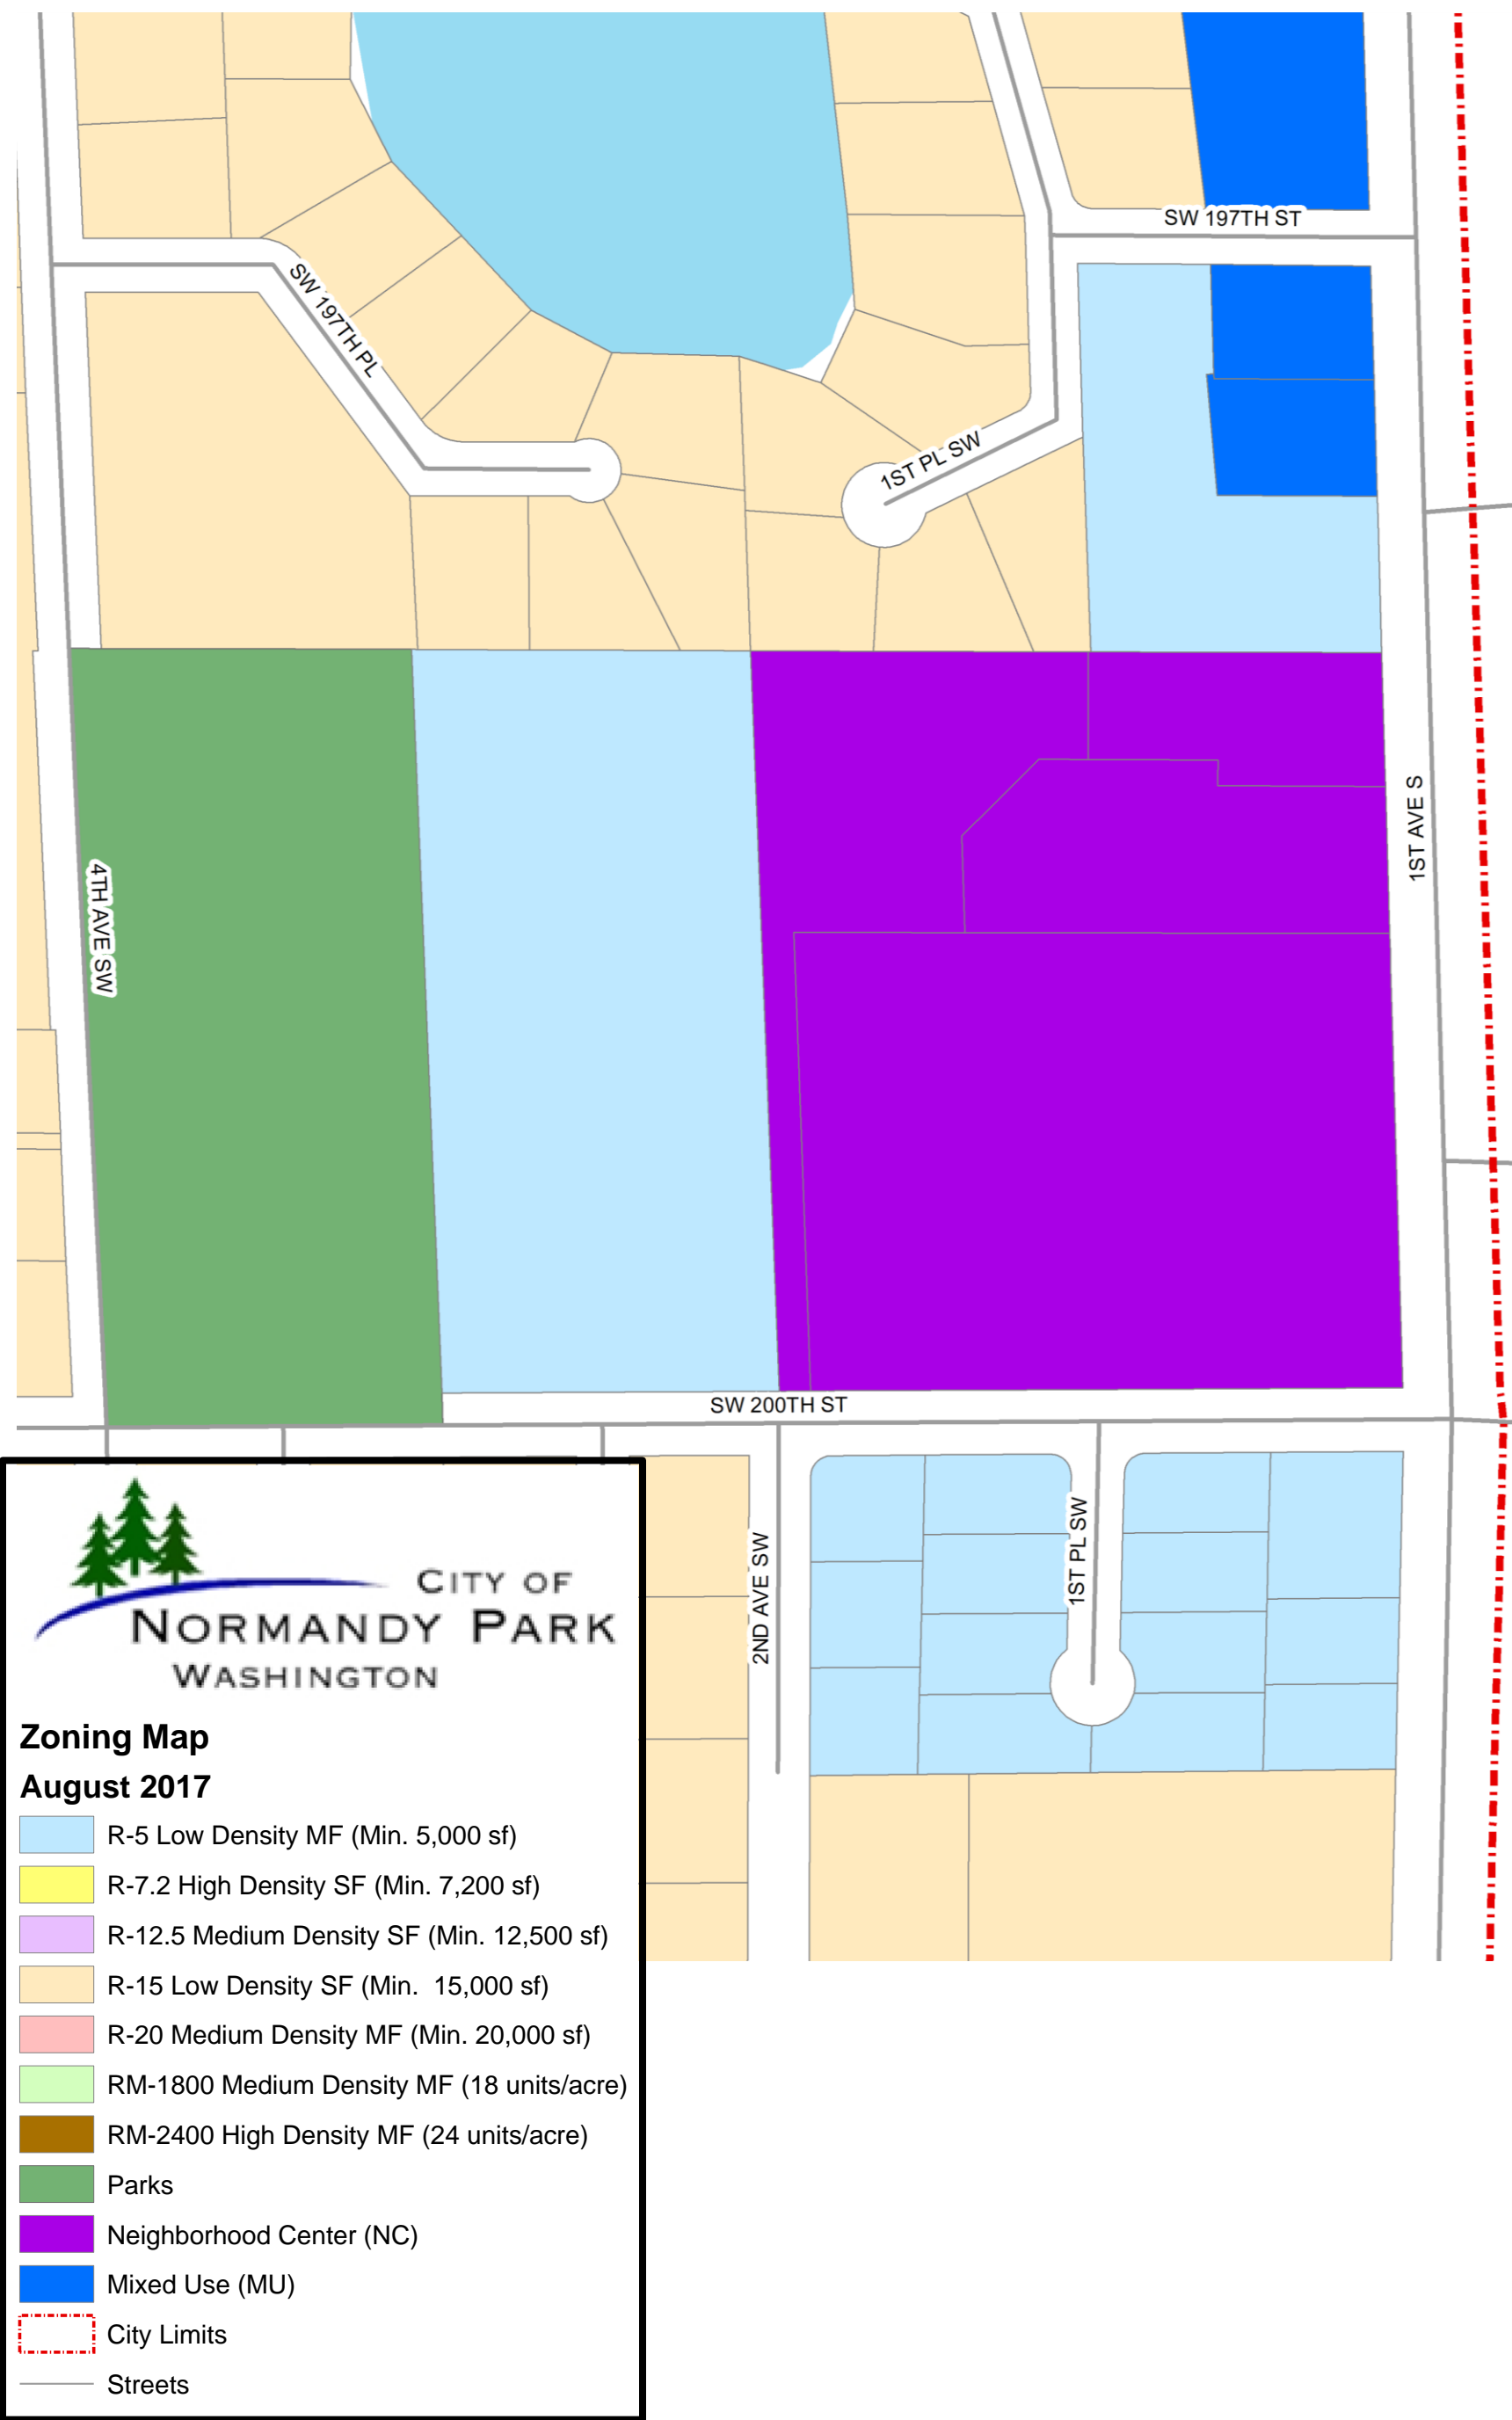 SW 197TH ST
SW 197TH PL
1ST PL SW
1ST AVE S
4TH AVE SW
SW 200TH ST
2ND AVE SW
1ST PL SW
CITY OF
NORMANDY PARK
WASHINGTON
Zoning Map
August 2017
R-5 Low Density MF (Min. 5,000 sf)
R-7.2 High Density SF (Min. 7,200 sf)
R-12.5 Medium Density SF (Min. 12,500 sf)
R-15 Low Density SF (Min. 15,000 sf)
R-20 Medium Density MF (Min. 20,000 sf)
RM-1800 Medium Density MF (18 units/acre)
RM-2400 High Density MF (24 units/acre)
Parks
Neighborhood Center (NC)
Mixed Use (MU)
City Limits
Streets